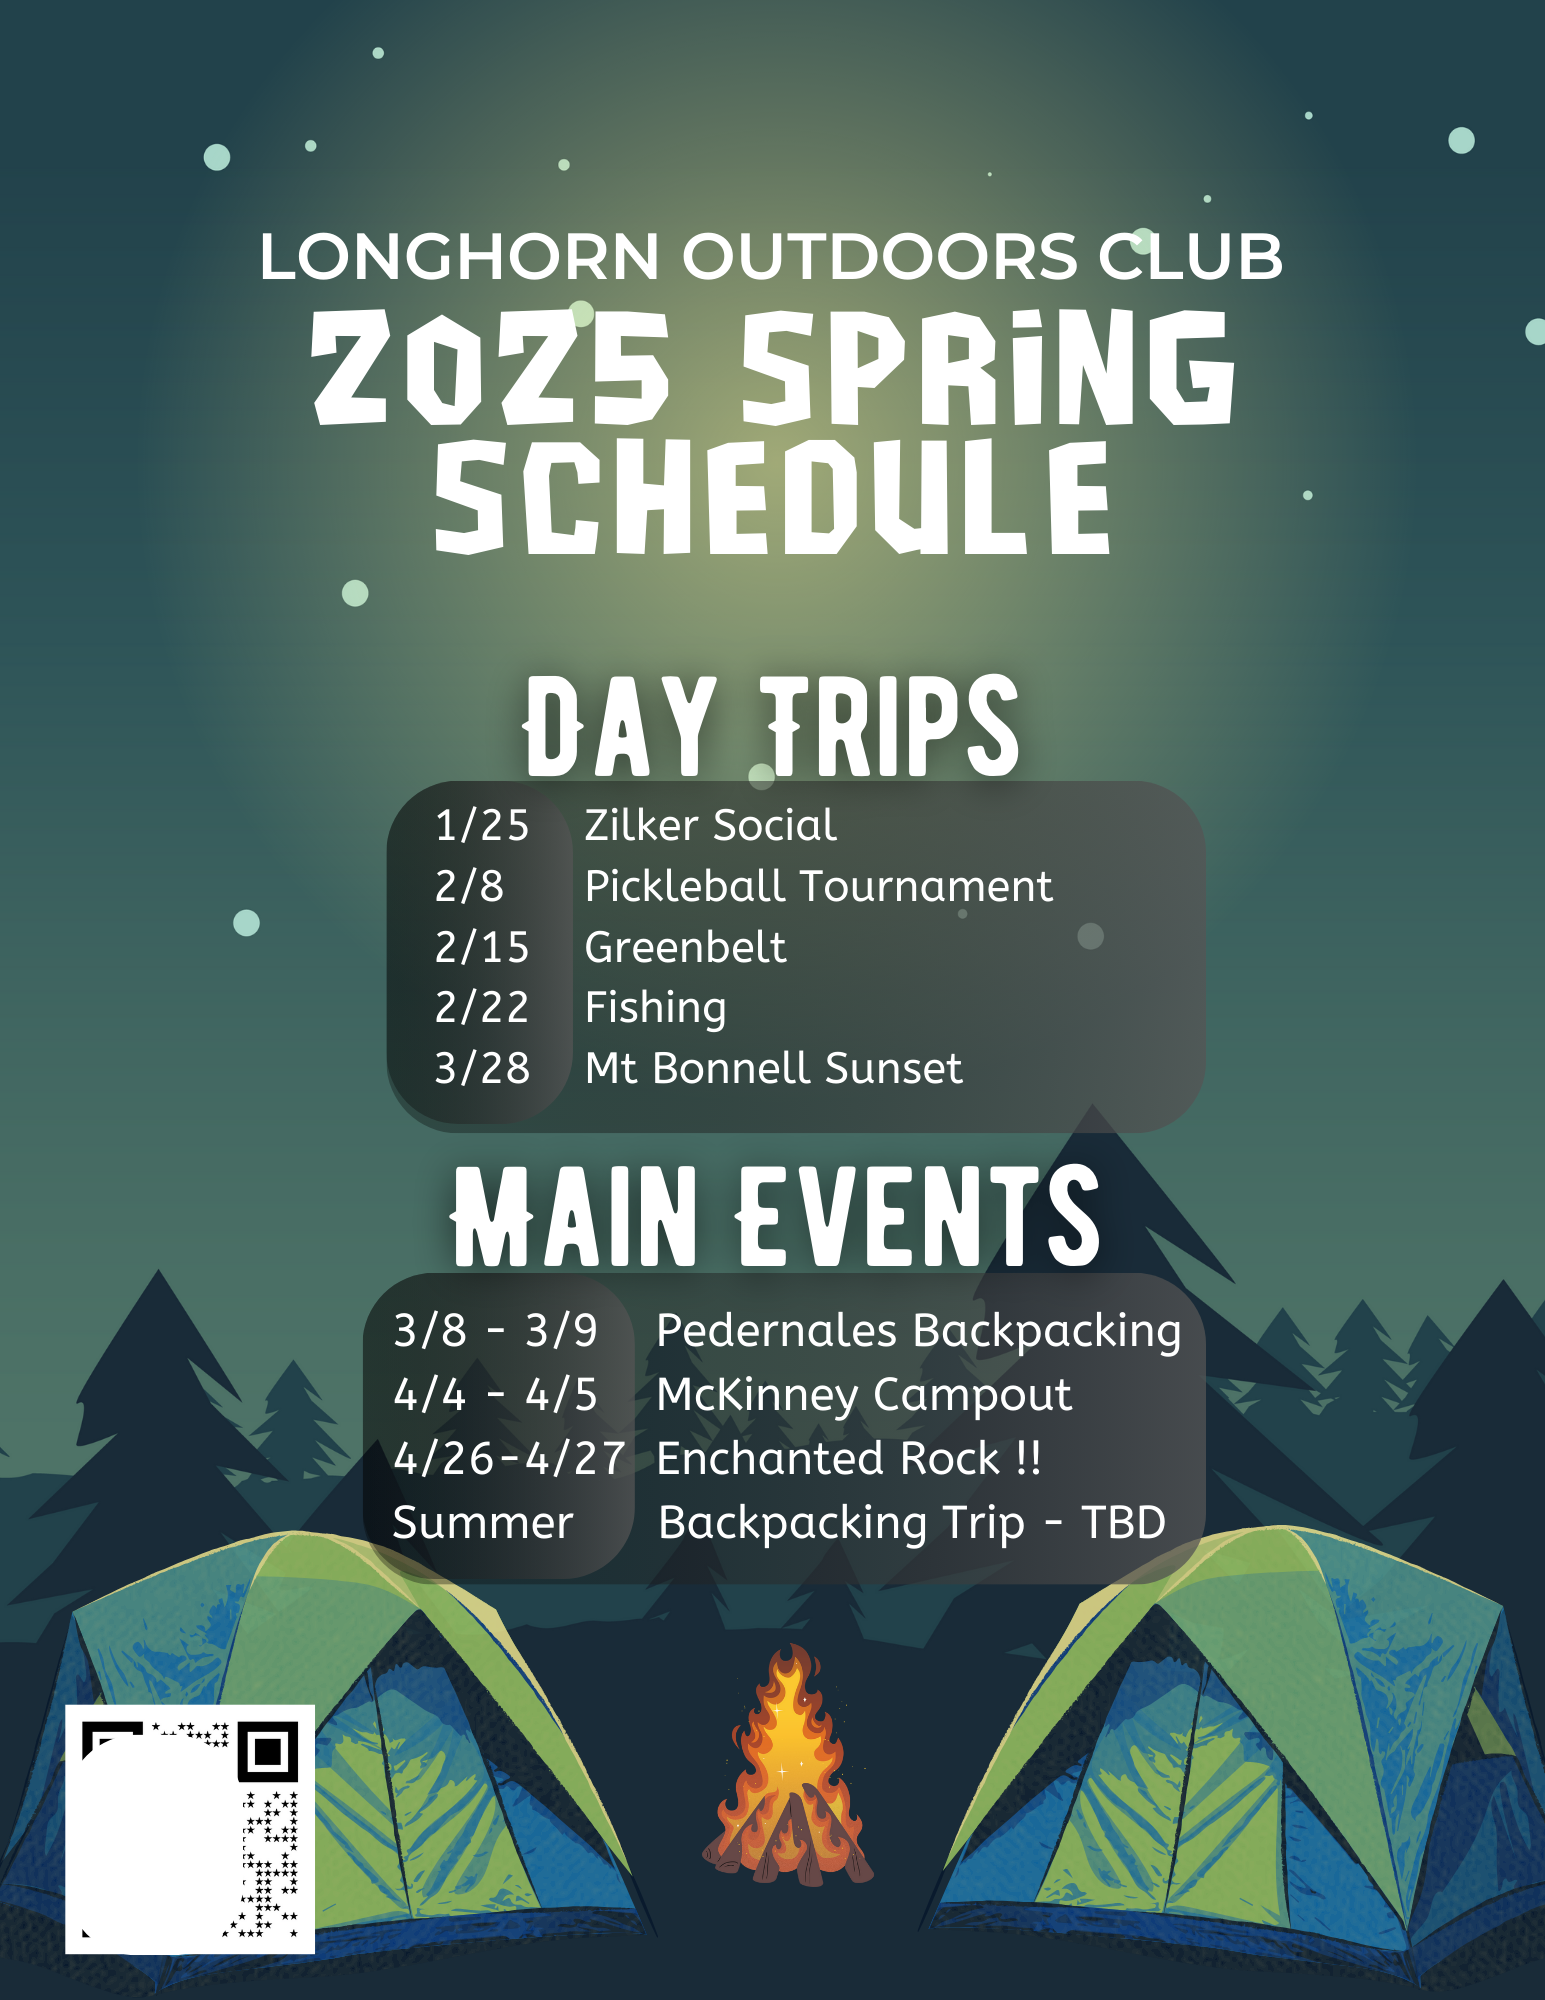 LONGHORN OUTDOORS CLUB
2025 SPRiNG
SCHEDULE
DAY TRIPS
1/25 Zilker Social
2/8 Pickleball Tournament
2/15 Greenbelt
2/22 Fishing
3/28 Mt Bonnell Sunset
MAIN EVENTS
3/8 - 3/9 Pedernales Backpacking
4/4 - 4/5 McKinney Campout
4/26-4/27 Enchanted Rock !!
Summer Backpacking Trip - TBD